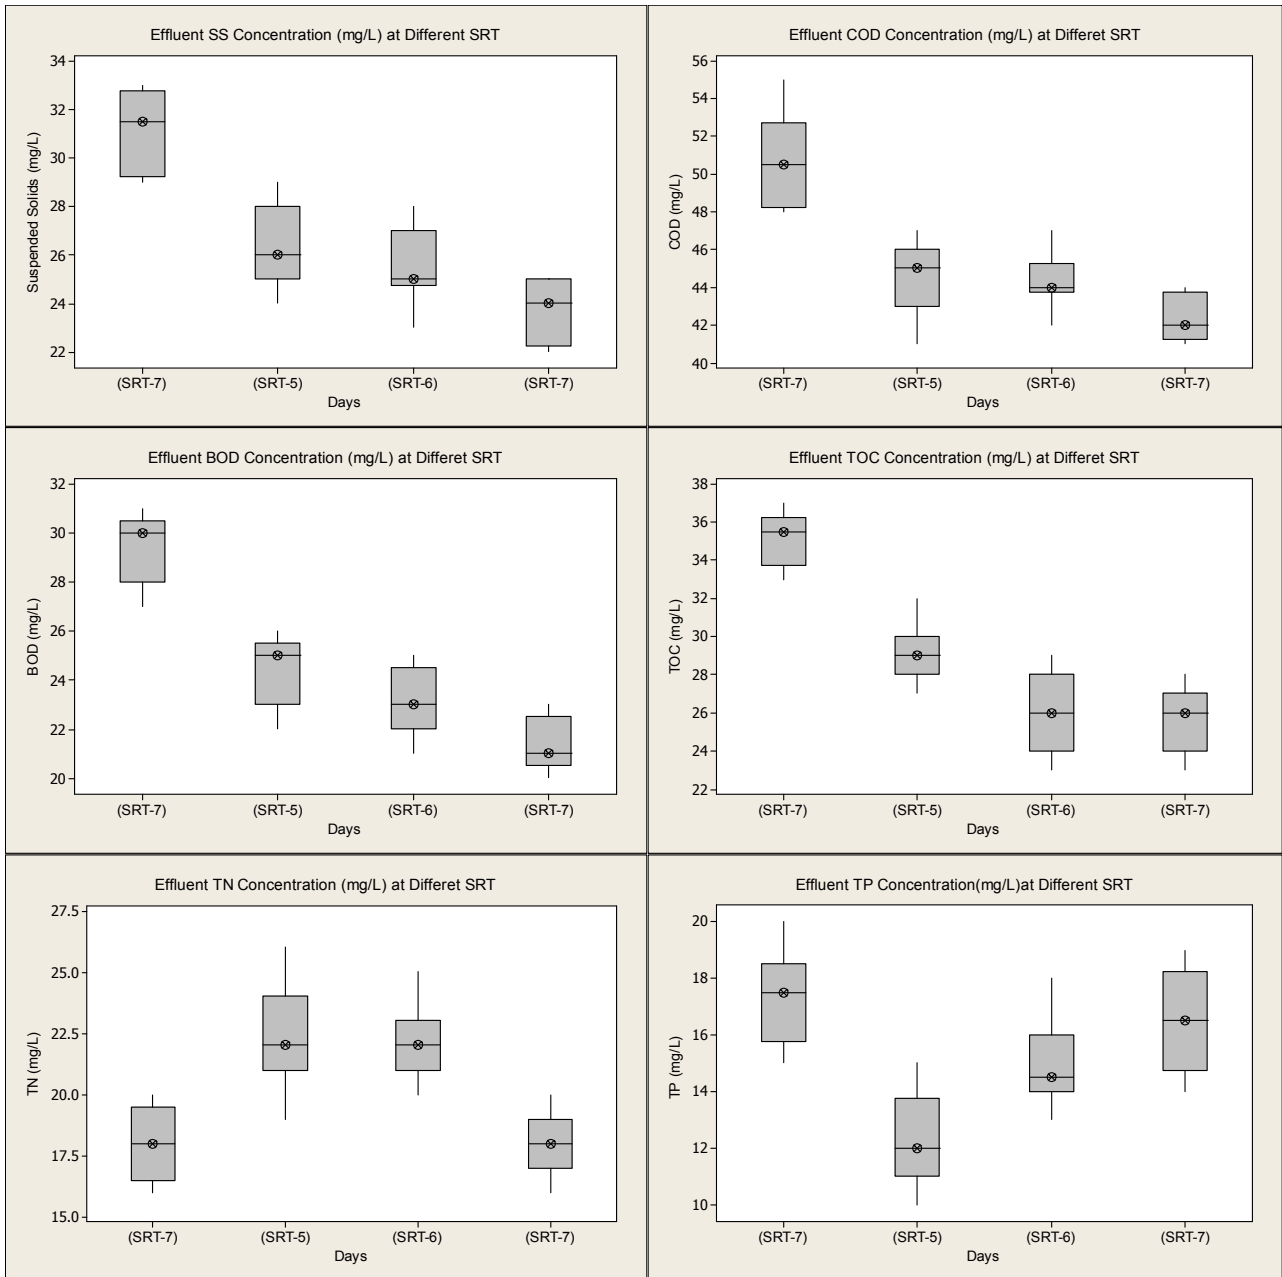 Effluent SS Concentration (mg/L) at Different SRT
Suspended Solids (mg/L)
34
32
30
28
26
24
22
(SRT-7) (SRT-5) (SRT-6) (SRT-7)
Days
Effluent COD Concentration (mg/L) at Differet SRT
COD (mg/L)
56
54
52
50
48
46
44
42
40
(SRT-7) (SRT-5) (SRT-6) (SRT-7)
Days
Effluent BOD Concentration (mg/L) at Differet SRT
BOD (mg/L)
32
30
28
26
24
22
20
(SRT-7) (SRT-5) (SRT-6) (SRT-7)
Days
Effluent TOC Concentration (mg/L) at Differet SRT
TOC (mg/L)
38
36
34
32
30
28
26
24
22
(SRT-7) (SRT-5) (SRT-6) (SRT-7)
Days
Effluent TN Concentration (mg/L) at Differet SRT
TN (mg/L)
27.5
25.0
22.5
20.0
17.5
15.0
(SRT-7) (SRT-5) (SRT-6) (SRT-7)
Days
Effluent TP Concentration(mg/L)at Different SRT
TP (mg/L)
20
18
16
14
12
10
(SRT-7) (SRT-5) (SRT-6) (SRT-7)
Days